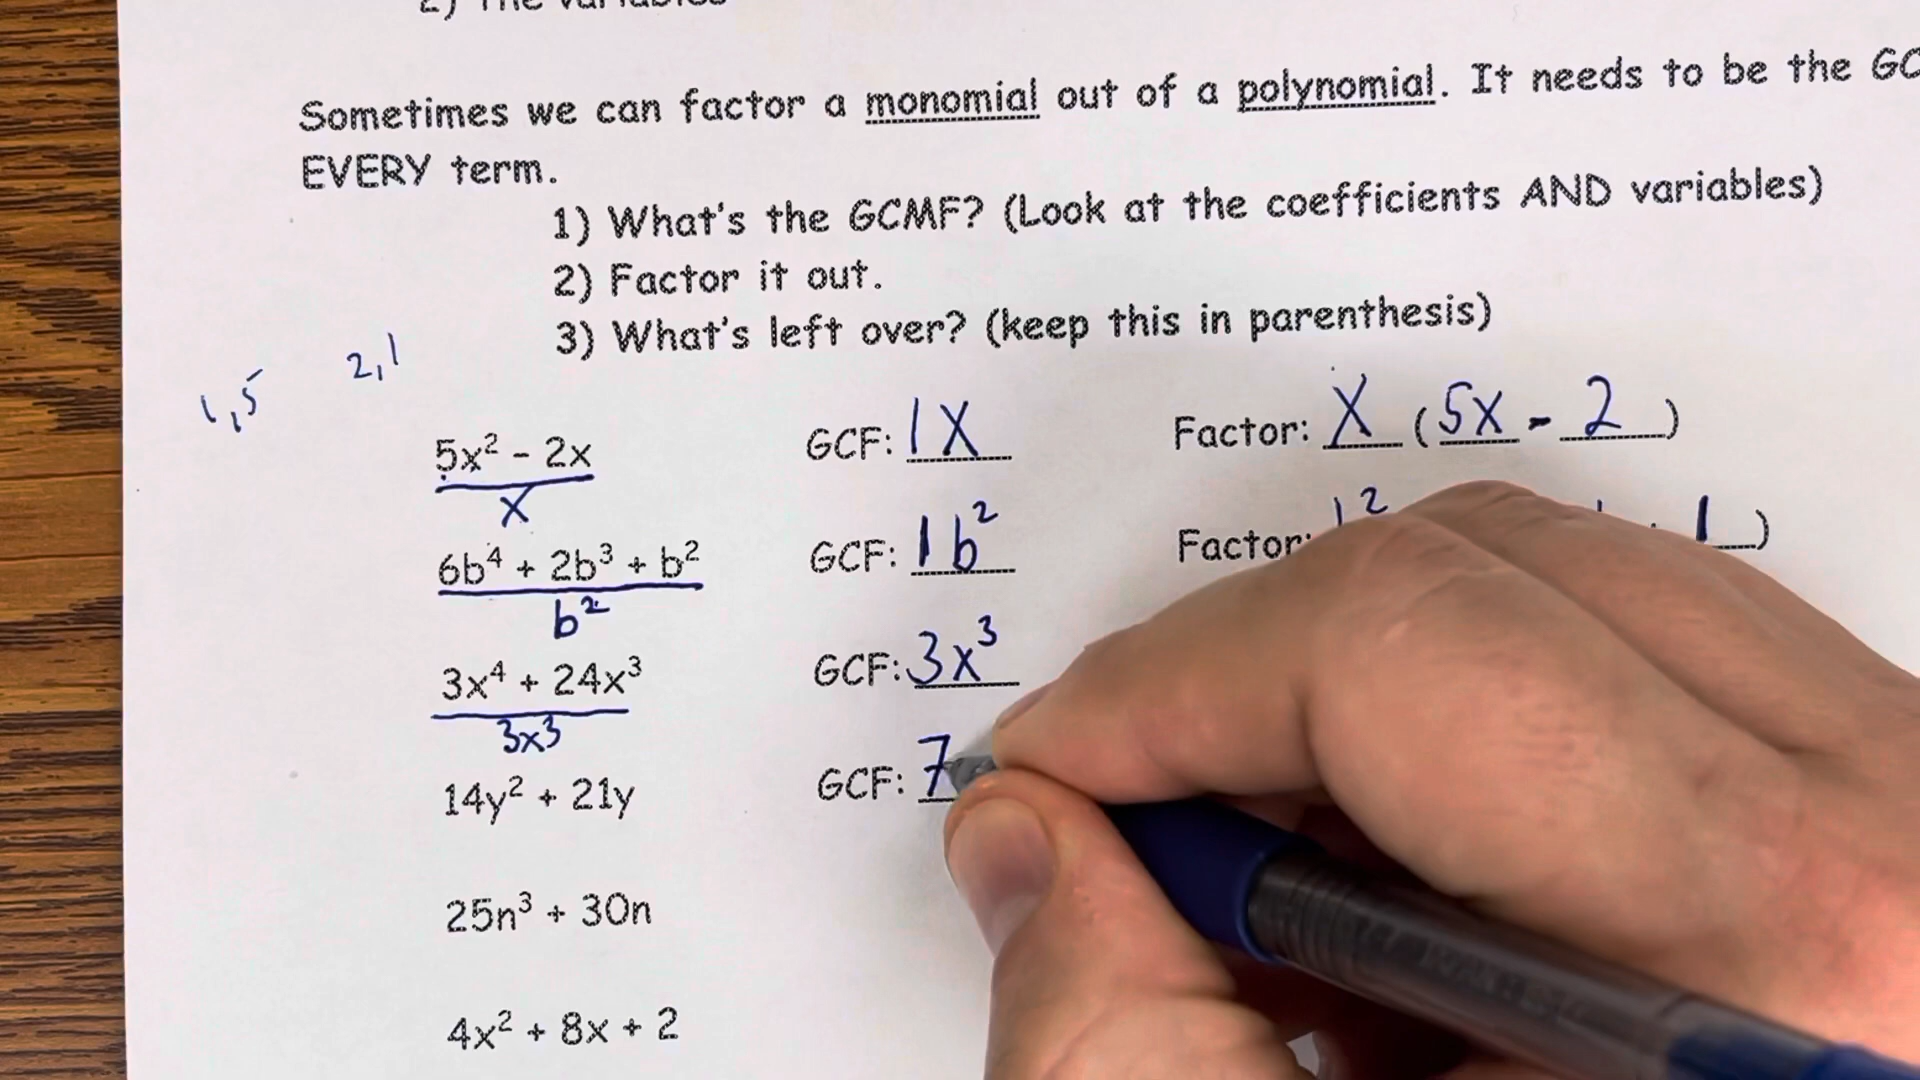 2) The variables
Sometimes we can factor a monomial out of a polynomial. It needs to be the GC
EVERY term.
1) What's the GCMF? (Look at the coefficients AND variables)
2) Factor it out.
3) What's left over? (keep this in parenthesis)
1,5 2,1
5x² - 2x GCF: 1x Factor: x (5x - 2)
x
6b⁴ + 2b³ + b² GCF: 1b² Factor: 1)
b²
3x⁴ + 24x³ GCF: 3x³
3x³
14y² + 21y GCF: 7
25n³ + 30n
4x² + 8x + 2